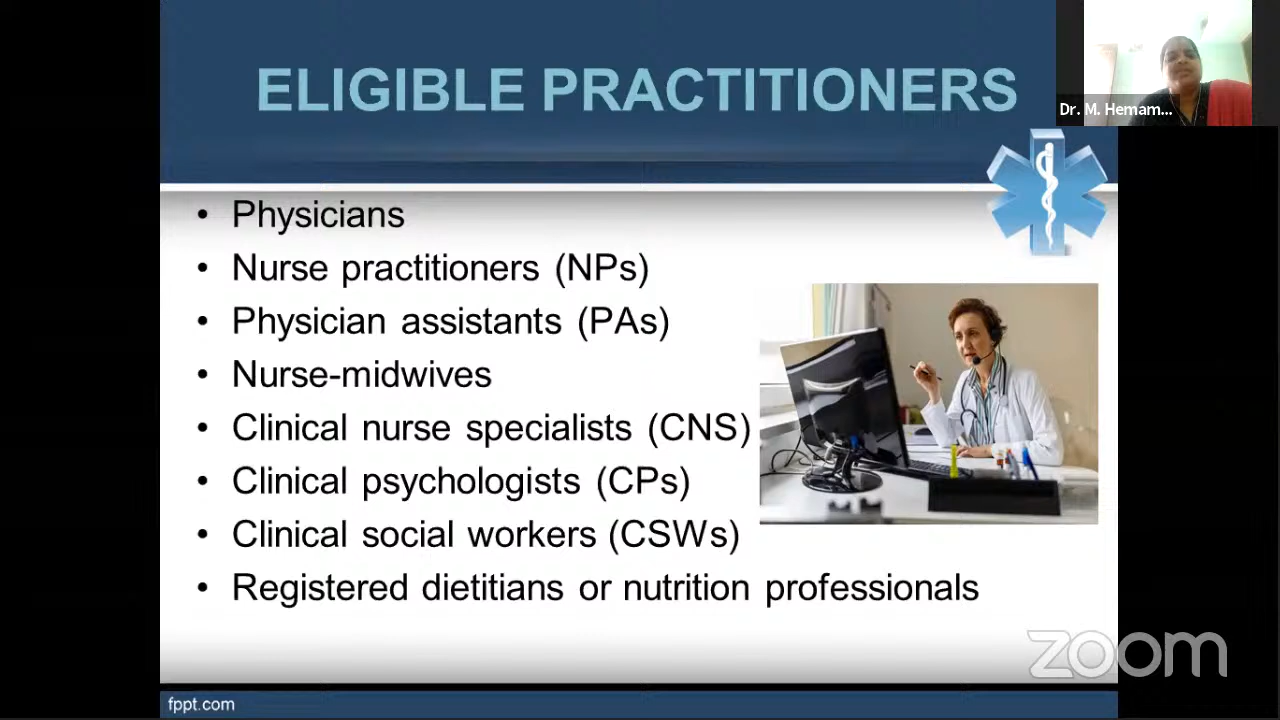 ELIGIBLE PRACTITIONERS
Dr. M. Hemam...
• Physicians
• Nurse practitioners (NPs)
• Physician assistants (PAs)
• Nurse-midwives
• Clinical nurse specialists (CNS)
• Clinical psychologists (CPs)
• Clinical social workers (CSWs)
• Registered dietitians or nutrition professionals
zoom
fppt.com